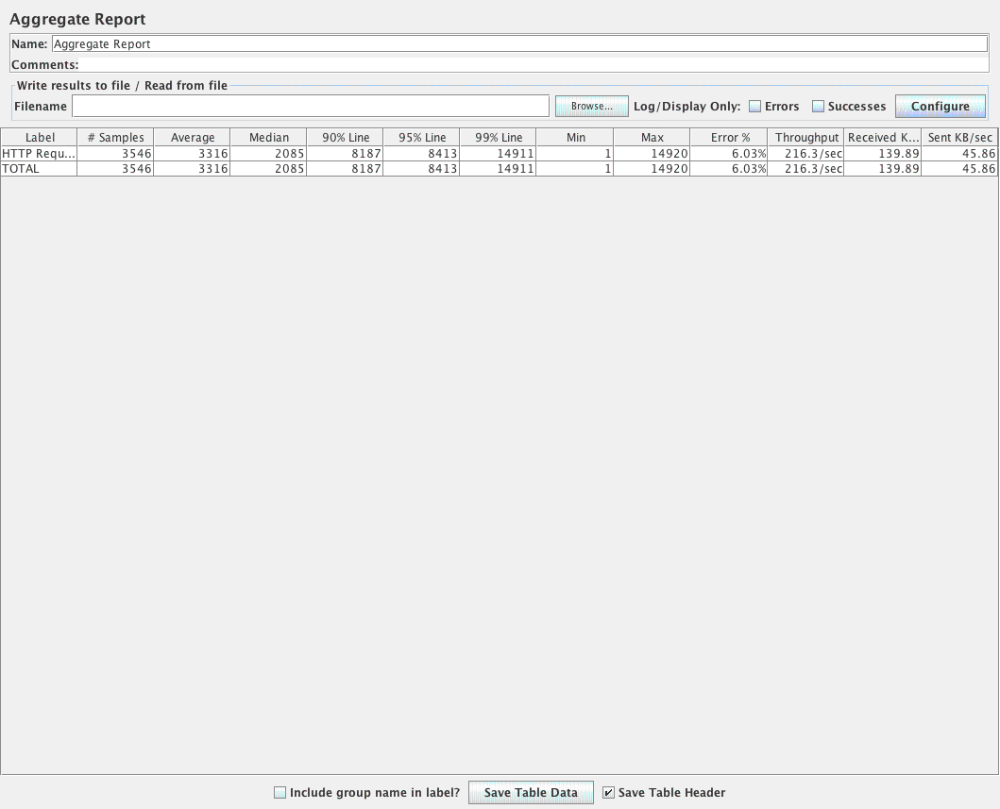 Aggregate Report
Name: Aggregate Report
Comments:
Write results to file / Read from file
Filename Browse... Log/Display Only: Errors Successes Configure
Label # Samples Average Median 90% Line 95% Line 99% Line Min Max Error % Throughput Received K... Sent KB/sec
HTTP Requ... 3546 3316 2085 8187 8413 14911 1 14920 6.03% 216.3/sec 139.89 45.86
TOTAL 3546 3316 2085 8187 8413 14911 1 14920 6.03% 216.3/sec 139.89 45.86
Include group name in label? Save Table Data Save Table Header